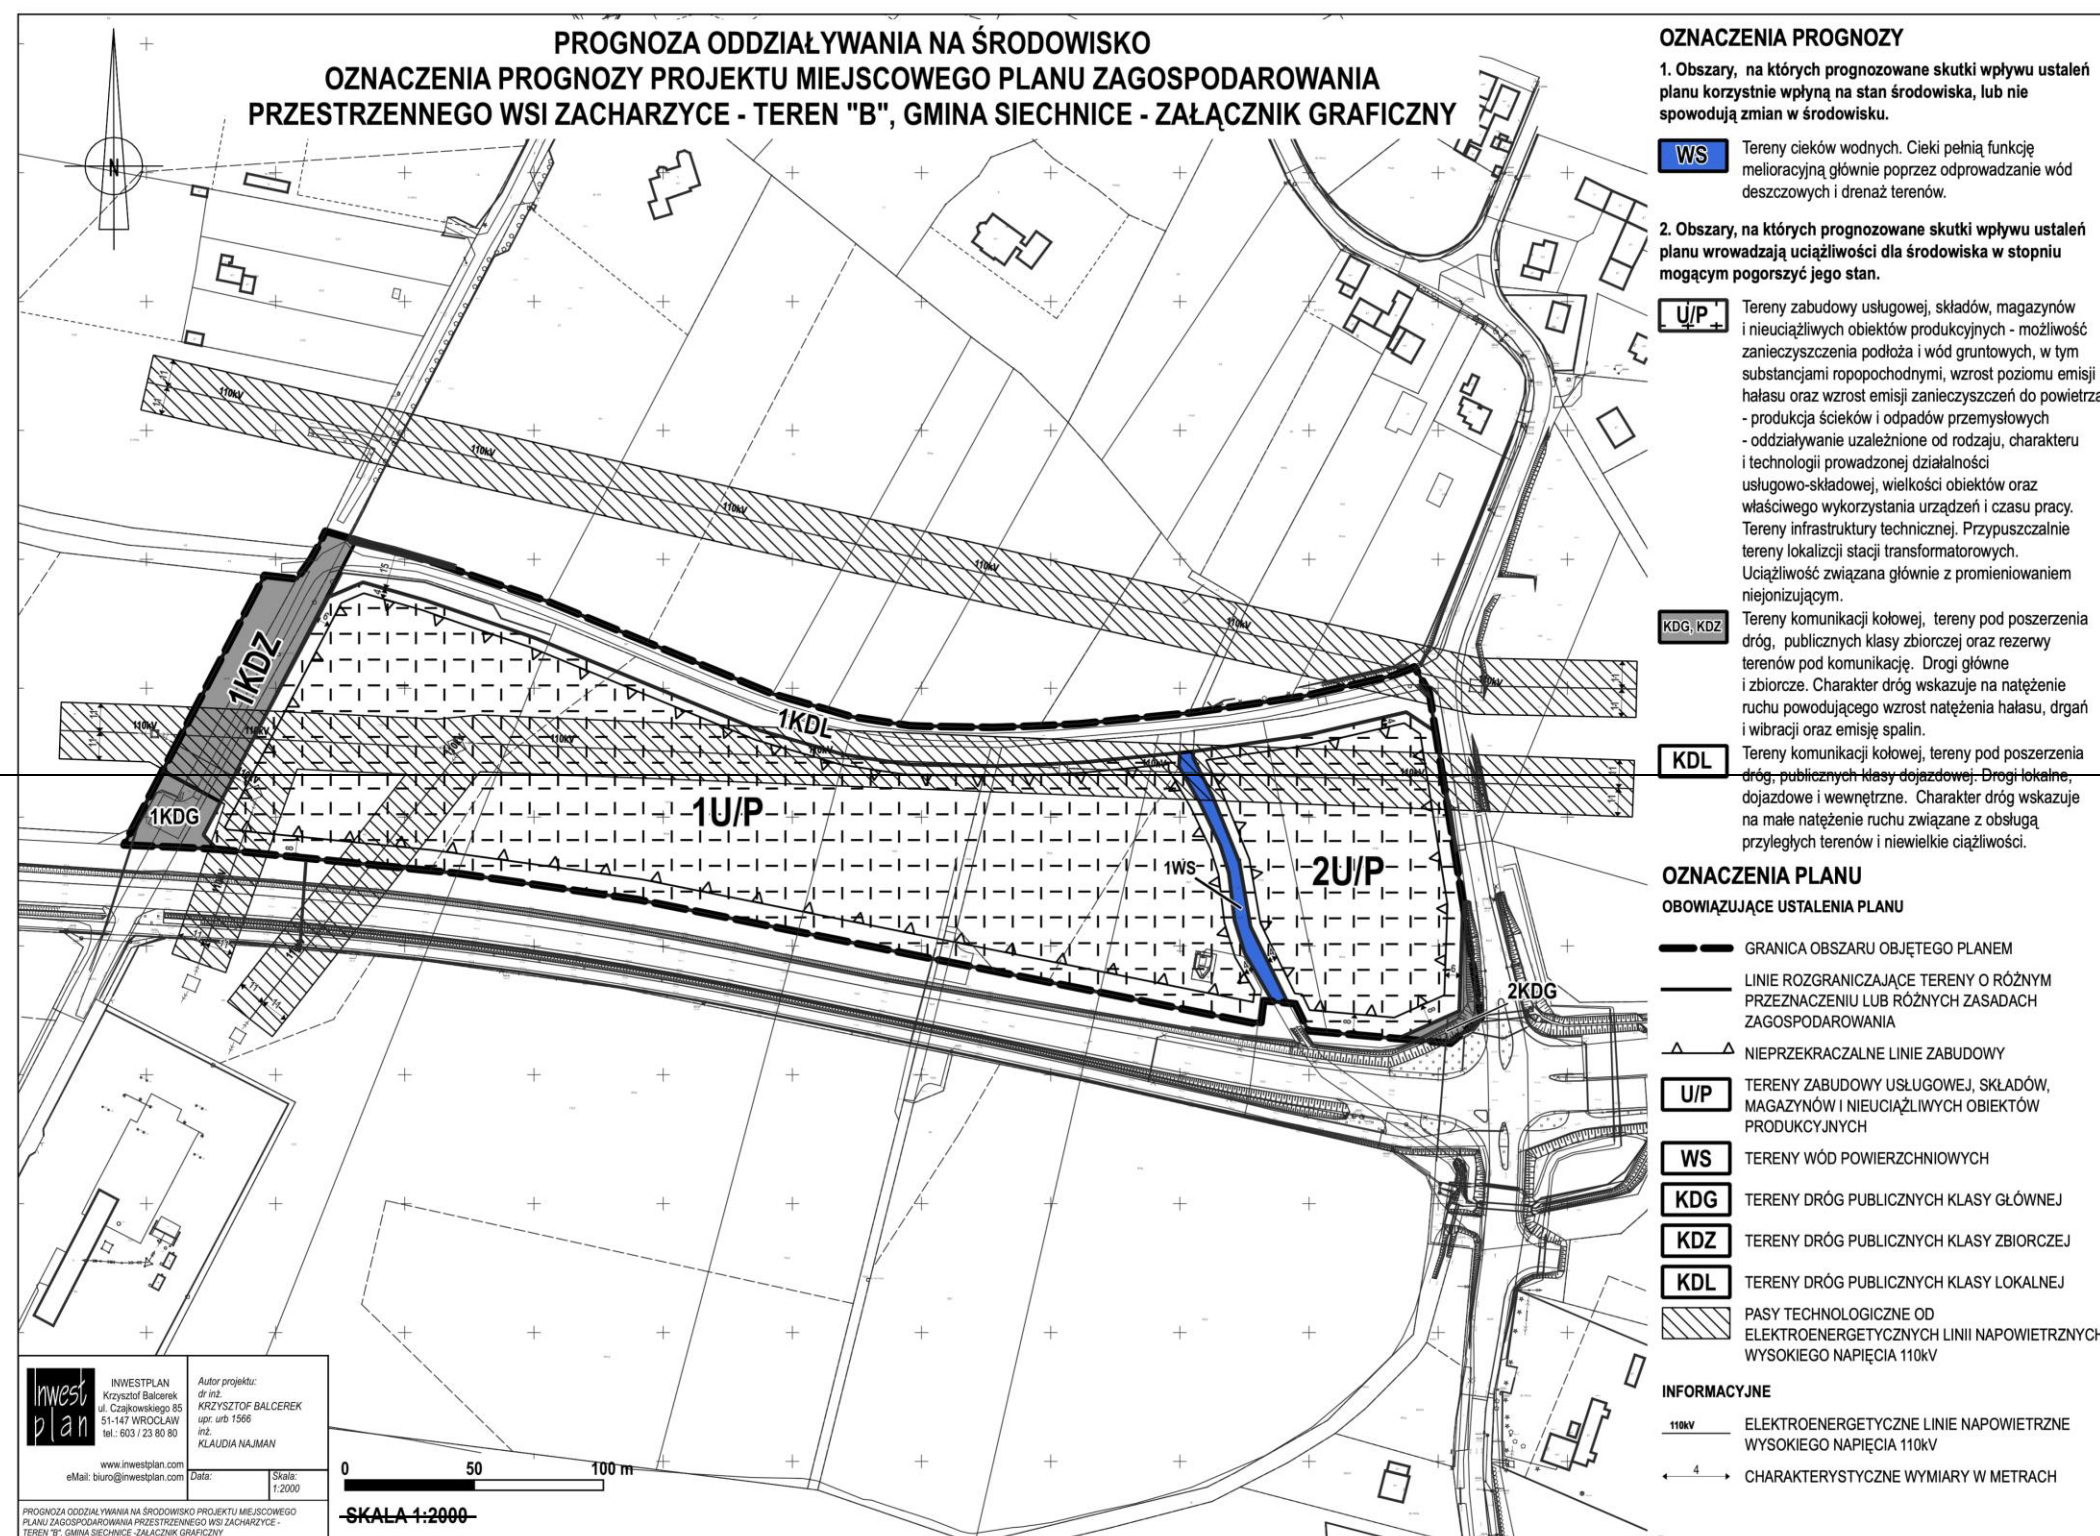 PROGNOZA ODDZIAŁYWANIA NA ŚRODOWISKO
OZNACZENIA PROGNOZY PROJEKTU MIEJSCOWEGO PLANU ZAGOSPODAROWANIA
PRZESTRZENNEGO WSI ZACHARZYCE - TEREN "B", GMINA SIECHNICE - ZAŁĄCZNIK GRAFICZNY
N
110kV
110kV
110kV
110kV
110kV
1KDZ
15
1KDL
110kV
110kV
110kV
110kV
110kV
110kV
1KDG
1U/P
1WS
2U/P
2KDG
8
8
11
11
11
11
OZNACZENIA PROGNOZY
1. Obszary, na których prognozowane skutki wpływu ustaleń
planu korzystnie wpłyną na stan środowiska, lub nie
spowodują zmian w środowisku.
WS
Tereny cieków wodnych. Cieki pełnią funkcję
melioracyjną głównie poprzez odprowadzanie wód
deszczowych i drenaż terenów.
2. Obszary, na których prognozowane skutki wpływu ustaleń
planu wrowadzają uciążliwości dla środowiska w stopniu
mogącym pogorszyć jego stan.
U/P
Tereny zabudowy usługowej, składów, magazynów
i nieuciążliwych obiektów produkcyjnych - możliwość
zanieczyszczenia podłoża i wód gruntowych, w tym
substancjami ropopochodnymi, wzrost poziomu emisji
hałasu oraz wzrost emisji zanieczyszczeń do powietrza
- produkcja ścieków i odpadów przemysłowych
- oddziaływanie uzależnione od rodzaju, charakteru
i technologii prowadzonej działalności
usługowo-składowej, wielkości obiektów oraz
właściwego wykorzystania urządzeń i czasu pracy.
Tereny infrastruktury technicznej. Przypuszczalnie
tereny lokalizcji stacji transformatorowych.
Uciążliwość związana głównie z promieniowaniem
niejonizującym.
KDG, KDZ
Tereny komunikacji kołowej, tereny pod poszerzenia
dróg, publicznych klasy zbiorczej oraz rezerwy
terenów pod komunikację. Drogi główne
i zbiorcze. Charakter dróg wskazuje na natężenie
ruchu powodującego wzrost natężenia hałasu, drgań
i wibracji oraz emisję spalin.
KDL
Tereny komunikacji kołowej, tereny pod poszerzenia
dróg, publicznych klasy dojazdowej. Drogi lokalne,
dojazdowe i wewnętrzne. Charakter dróg wskazuje
na małe natężenie ruchu związane z obsługą
przyległych terenów i niewielkie ciążliwości.
OZNACZENIA PLANU
OBOWIĄZUJĄCE USTALENIA PLANU
GRANICA OBSZARU OBJĘTEGO PLANEM
LINIE ROZGRANICZAJĄCE TERENY O RÓŻNYM
PRZEZNACZENIU LUB RÓŻNYCH ZASADACH
ZAGOSPODAROWANIA
NIEPRZEKRACZALNE LINIE ZABUDOWY
U/P
TERENY ZABUDOWY USŁUGOWEJ, SKŁADÓW,
MAGAZYNÓW I NIEUCIĄŻLIWYCH OBIEKTÓW
PRODUKCYJNYCH
WS
TERENY WÓD POWIERZCHNIOWYCH
KDG
TERENY DRÓG PUBLICZNYCH KLASY GŁÓWNEJ
KDZ
TERENY DRÓG PUBLICZNYCH KLASY ZBIORCZEJ
KDL
TERENY DRÓG PUBLICZNYCH KLASY LOKALNEJ
PASY TECHNOLOGICZNE OD
ELEKTROENERGETYCZNYCH LINII NAPOWIETRZNYCH
WYSOKIEGO NAPIĘCIA 110kV
INFORMACYJNE
110kV
ELEKTROENERGETYCZNE LINIE NAPOWIETRZNE
WYSOKIEGO NAPIĘCIA 110kV
4
CHARAKTERYSTYCZNE WYMIARY W METRACH
Inwest
plan
INWESTPLAN
Krzysztof Balcerek
ul. Czajkowskiego 85
51-147 WROCŁAW
tel.: 603 / 23 80 80
www.inwestplan.com
eMail: biuro@inwestplan.com
Autor projektu:
dr inż.
KRZYSZTOF BALCEREK
upr. urb 1566
inż.
KLAUDIA NAJMAN
Data:
Skala:
1:2000
PROGNOZA ODDZIAŁYWANIA NA ŚRODOWISKO PROJEKTU MIEJSCOWEGO
PLANU ZAGOSPODAROWANIA PRZESTRZENNEGO WSI ZACHARZYCE -
TEREN "B", GMINA SIECHNICE -ZAŁĄCZNIK GRAFICZNY
0 50 100 m
SKALA 1:2000